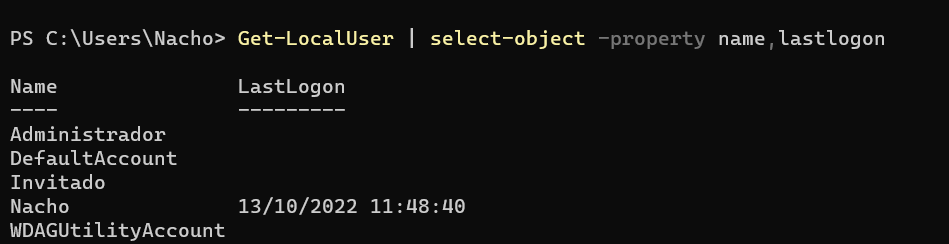 PS C:\Users\Nacho> Get-LocalUser | select-object -property name,lastlogon
Name LastLogon
---- ---------
Administrador
DefaultAccount
Invitado
Nacho 13/10/2022 11:48:40
WDAGUtilityAccount